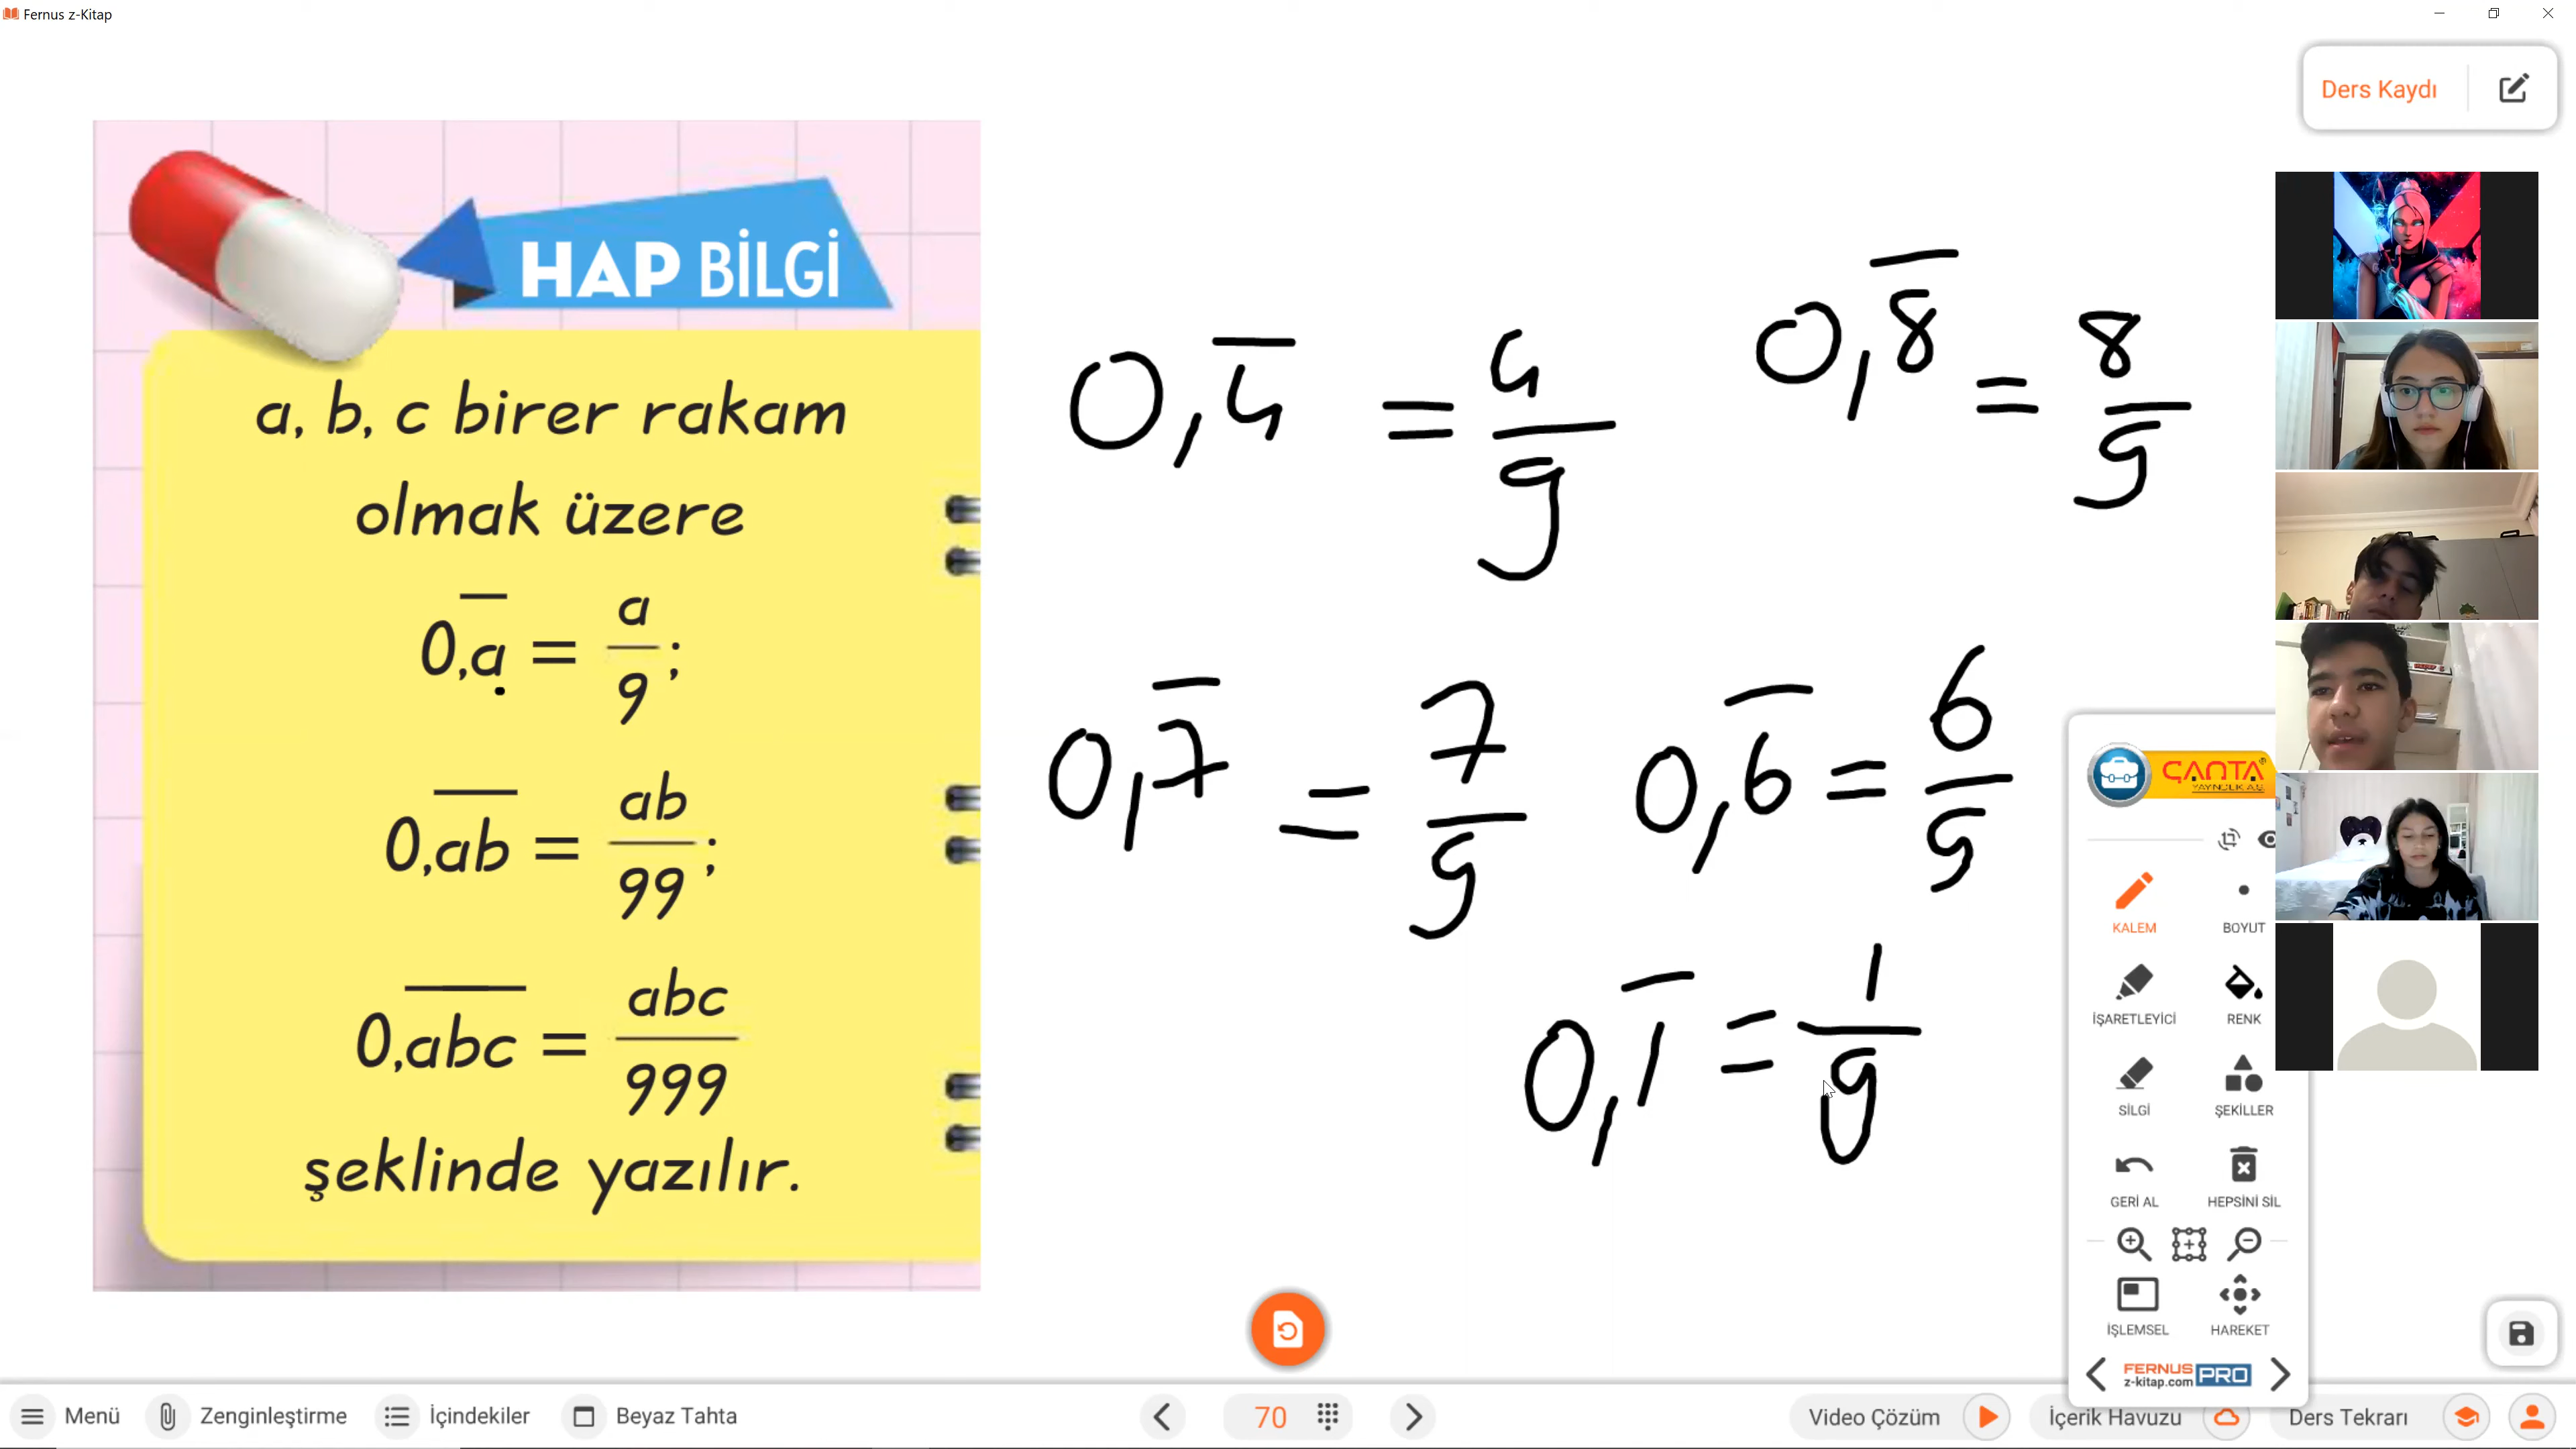 Fernus z-Kitap
Ders Kaydı
HAP BİLGİ
a, b, c birer rakam
olmak üzere
0,a̅ = a/9;
0,a̅b̅ = ab/99;
0,a̅b̅c̅ = abc/999
şeklinde yazılır.
0,4̅ = 4/9
0,8̅ = 8/9
0,7̅ = 7/9
0,6̅ = 6/9
0,1̅ = 1/9
ÇANTA
YAYINCILIK A.Ş.
KALEM
BOYUT
İŞARETLEYİCİ
RENK
SİLGİ
ŞEKİLLER
GERİ AL
HEPSİNİ SİL
İŞLEMSEL
HAREKET
FERNUS
z-kitap.com PRO
Menü
Zenginleştirme
İçindekiler
Beyaz Tahta
70
Video Çözüm
İçerik Havuzu
Ders Tekrarı